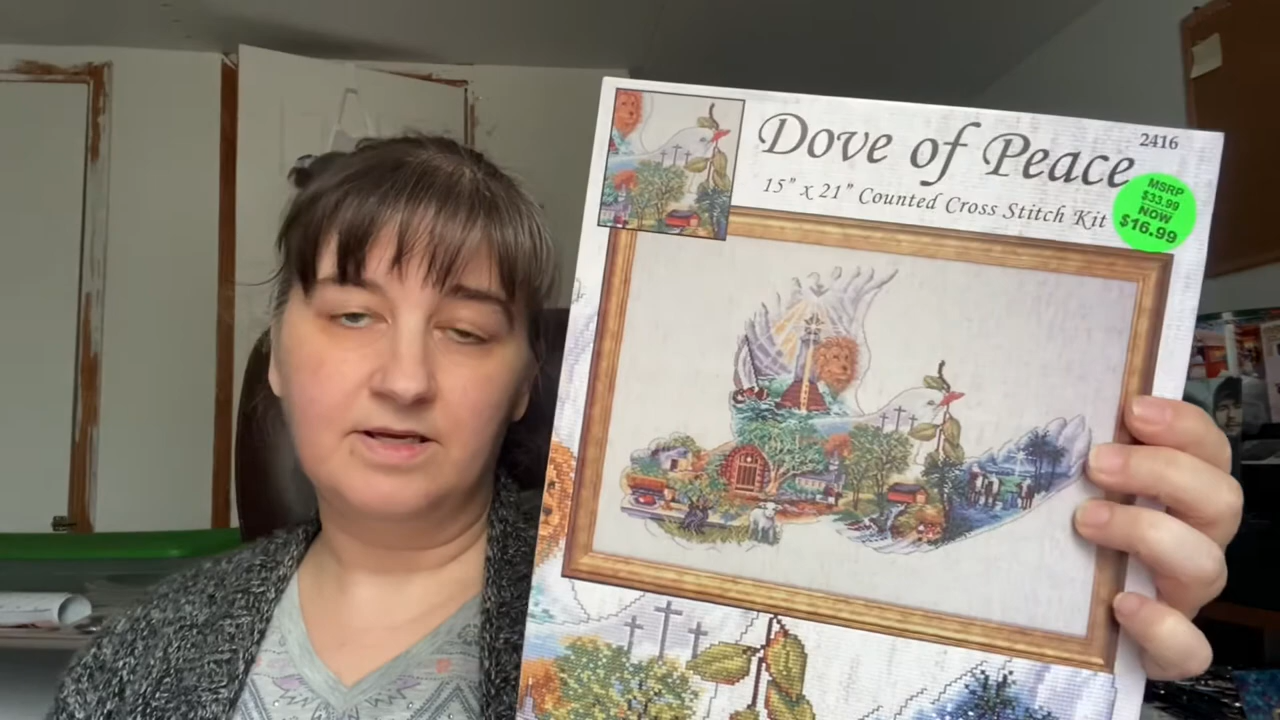 Dove of Peace
2416
15" x 21" Counted Cross Stitch Kit
MSRP
$33.99
NOW
$16.99